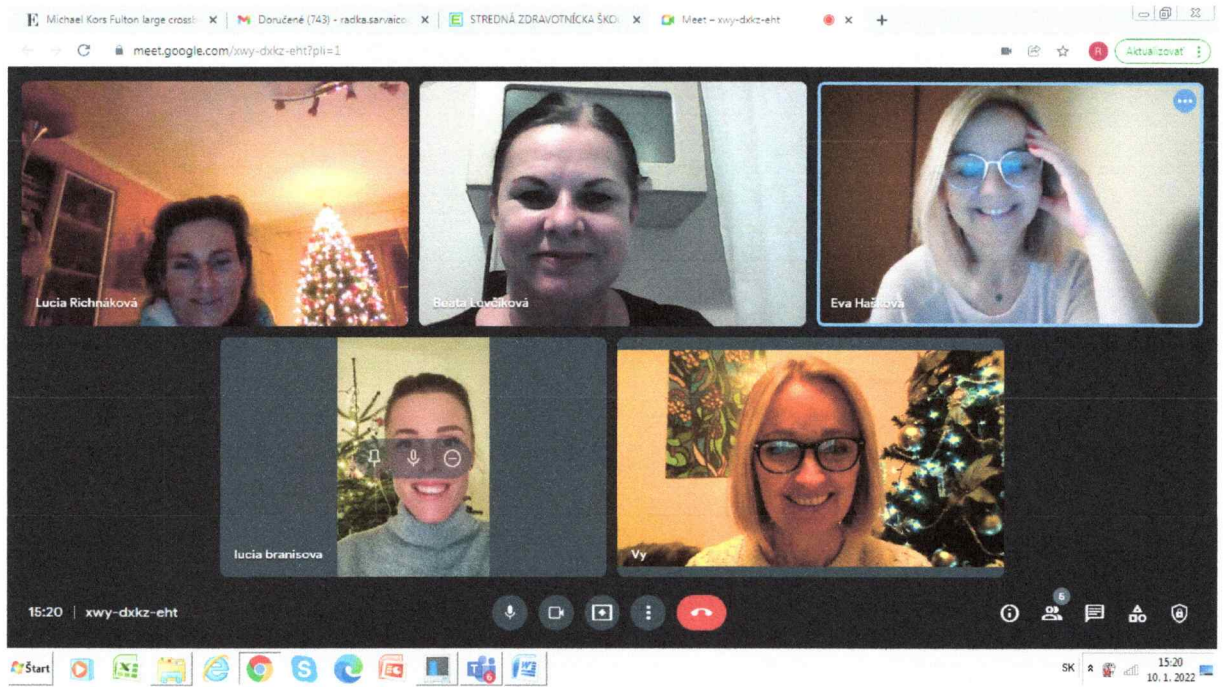 Michael Kors Fulton large crossb
Doručené (743) - radka.sarvaico
STREDNÁ ZDRAVOTNÍCKA ŠKO
Meet – xwy-dxkz-eht
meet.google.com/xwy-dxkz-eht?pli=1
R
Aktualizovať
Lucia Richnáková
Beata Levčíková
Eva Hašková
lucia branisova
Vy
15:20 | xwy-dxkz-eht
Štart
SK
15:20
10. 1. 2022